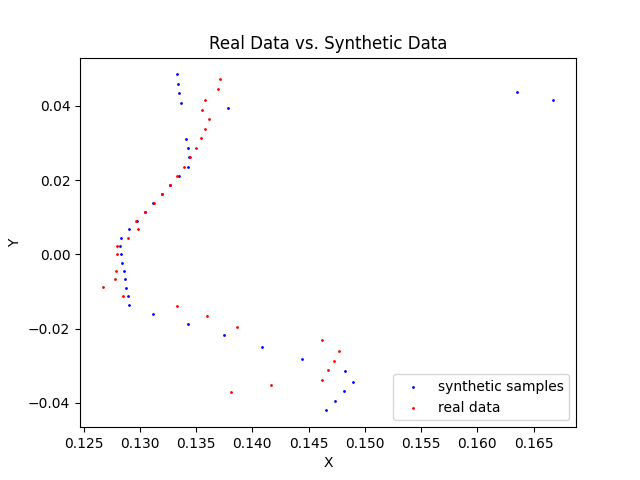 Real Data vs. Synthetic Data
Y
0.04
0.02
0.00
−0.02
−0.04
synthetic samples
real data
0.125 0.130 0.135 0.140 0.145 0.150 0.155 0.160 0.165
X